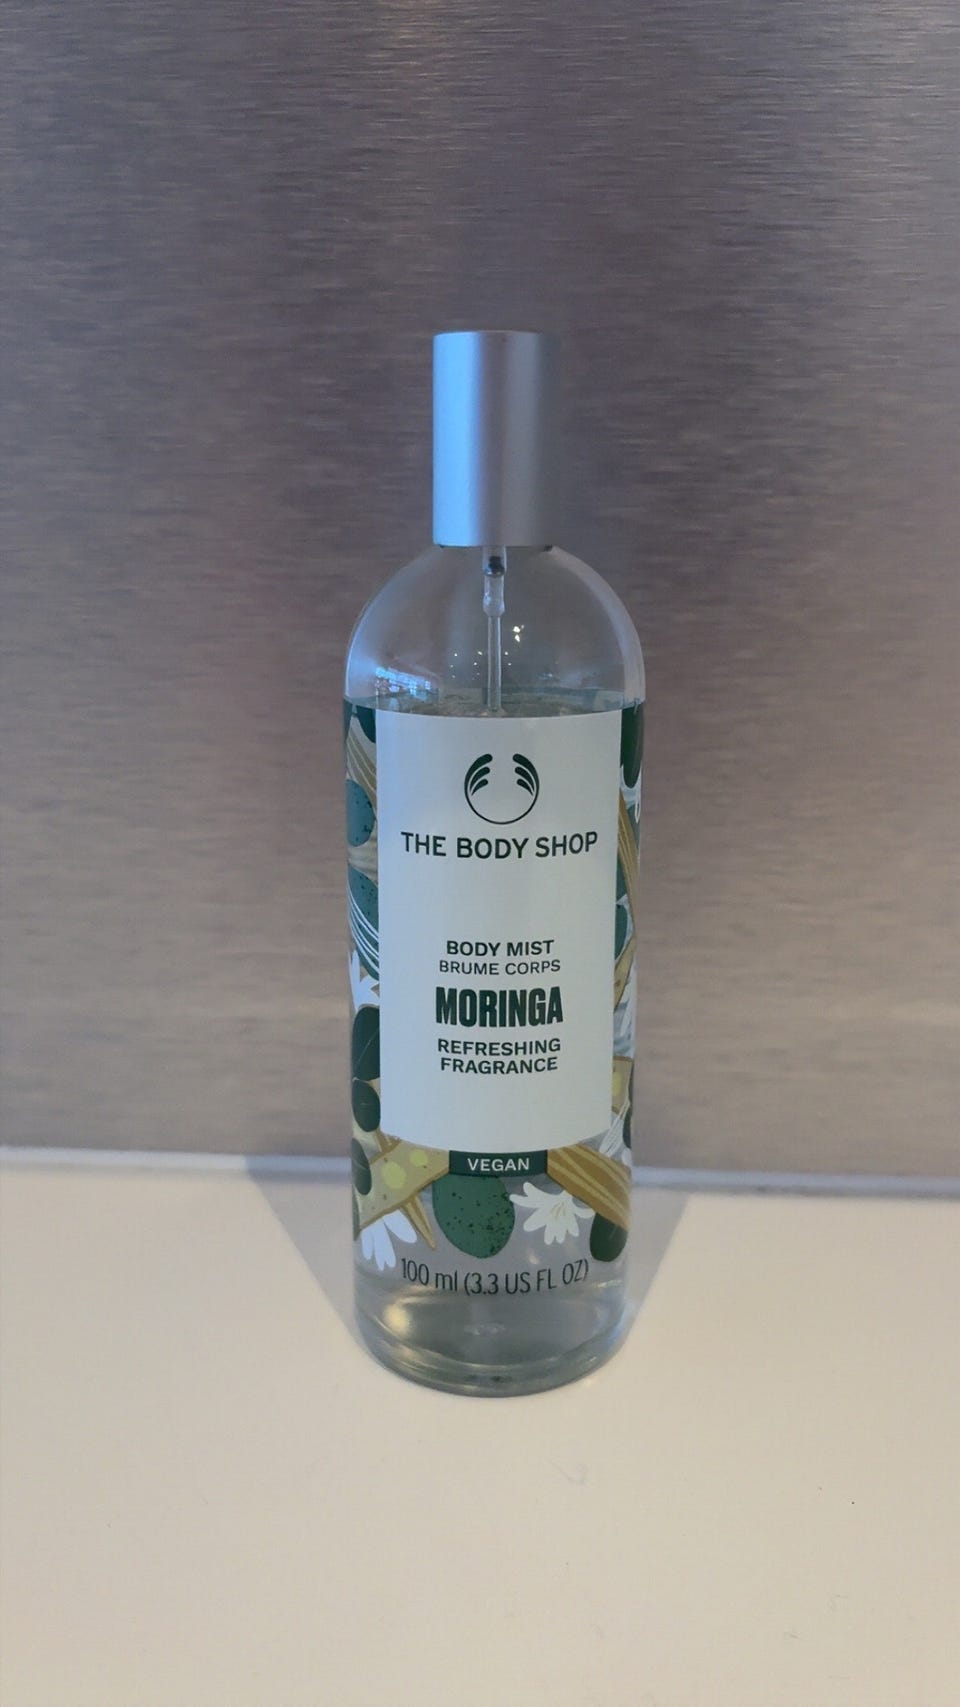 THE BODY SHOP
BODY MIST
BRUME CORPS
MORINGA
REFRESHING
FRAGRANCE
VEGAN
100 ml (3.3 US FL OZ)